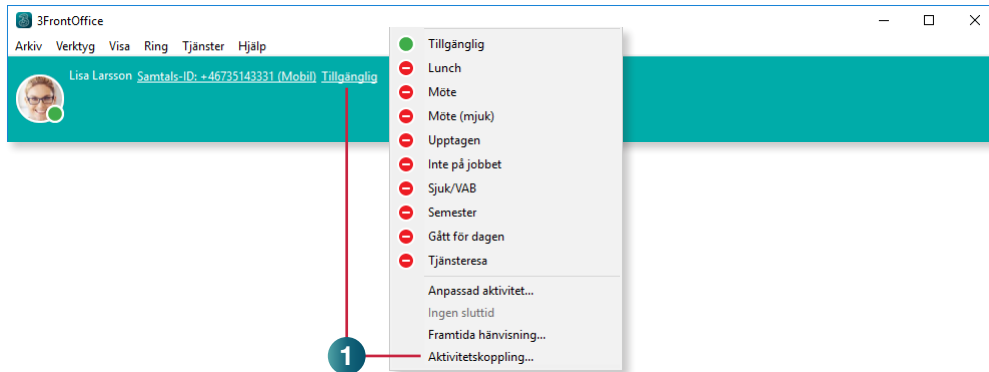 3FrontOffice
Arkiv Verktyg Visa Ring Tjänster Hjälp
Lisa Larsson Samtals-ID: +46735143331 (Mobil) Tillgänglig
Tillgänglig
Lunch
Möte
Möte (mjuk)
Upptagen
Inte på jobbet
Sjuk/VAB
Semester
Gått för dagen
Tjänsteresa
Anpassad aktivitet...
Ingen sluttid
Framtida hänvisning...
1 Aktivitetskoppling...